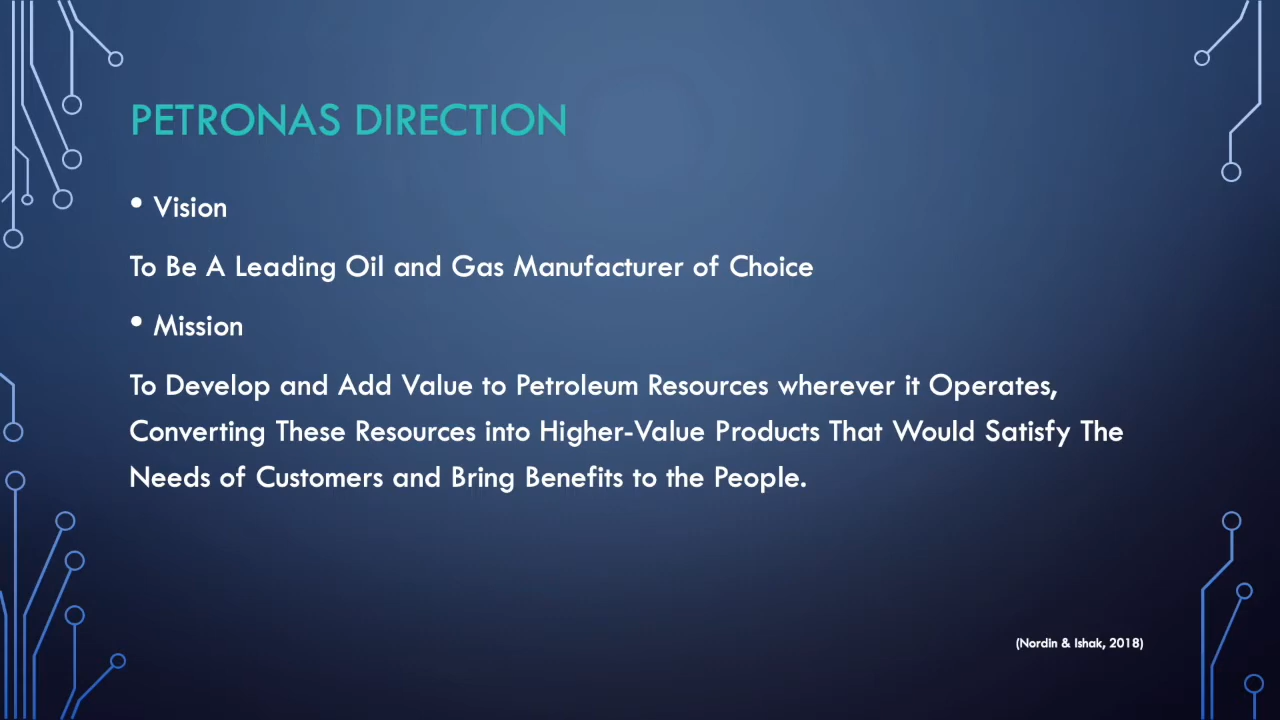 PETRONAS DIRECTION
• Vision
To Be A Leading Oil and Gas Manufacturer of Choice
• Mission
To Develop and Add Value to Petroleum Resources wherever it Operates,
Converting These Resources into Higher-Value Products That Would Satisfy The
Needs of Customers and Bring Benefits to the People.
(Nordin & Ishak, 2018)